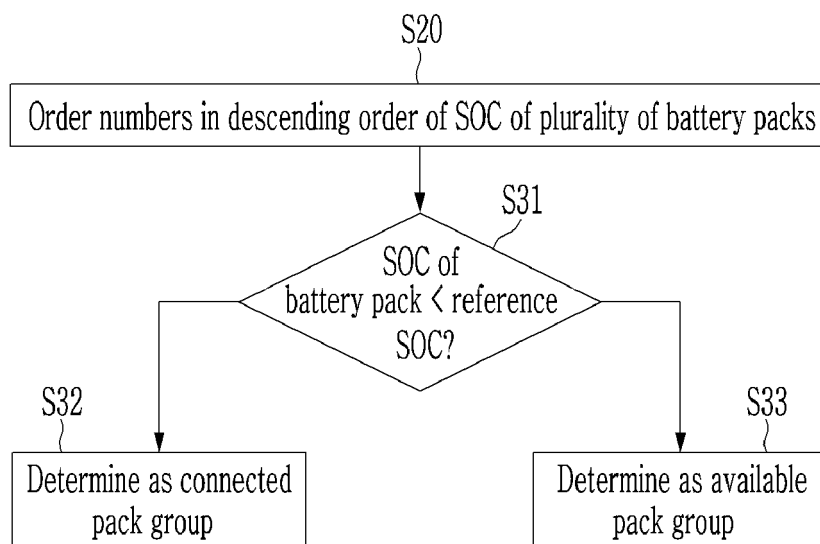 S20
Order numbers in descending order of SOC of plurality of battery packs
S31
SOC of
battery pack < reference
SOC?
S32
S33
Determine as connected
pack group
Determine as available
pack group